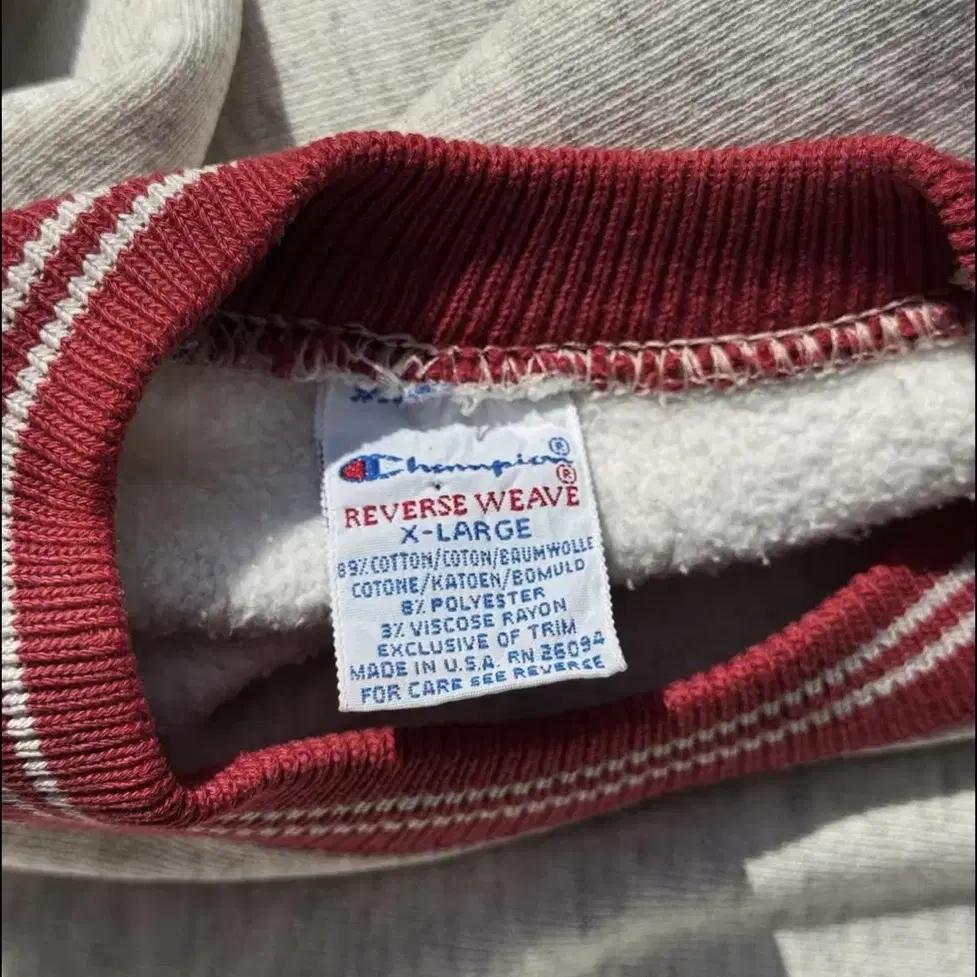 Champion®
REVERSE WEAVE®
X-LARGE
89% COTTON/COTON/BAUMWOLLE
COTONE/KATOEN/BOMULD
8% POLYESTER
3% VISCOSE RAYON
EXCLUSIVE OF TRIM
MADE IN U.S.A. RN 26094
FOR CARE SEE REVERSE